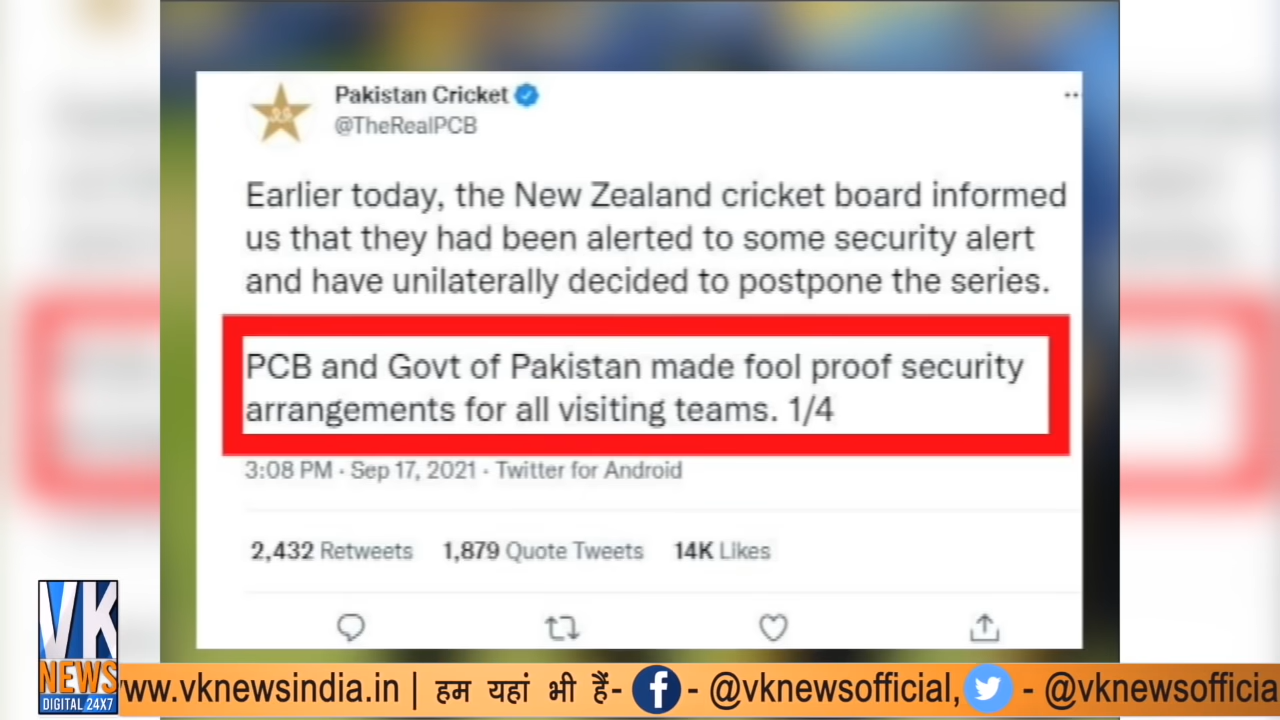 Pakistan Cricket
@TheRealPCB
Earlier today, the New Zealand cricket board informed
us that they had been alerted to some security alert
and have unilaterally decided to postpone the series.
PCB and Govt of Pakistan made fool proof security
arrangements for all visiting teams. 1/4
3:08 PM · Sep 17, 2021 · Twitter for Android
2,432 Retweets 1,879 Quote Tweets 14K Likes
VK
NEWS
DIGITAL 24X7
www.vknewsindia.in | हम यहां भी हैं- - @vknewsofficial, - @vknewsofficia